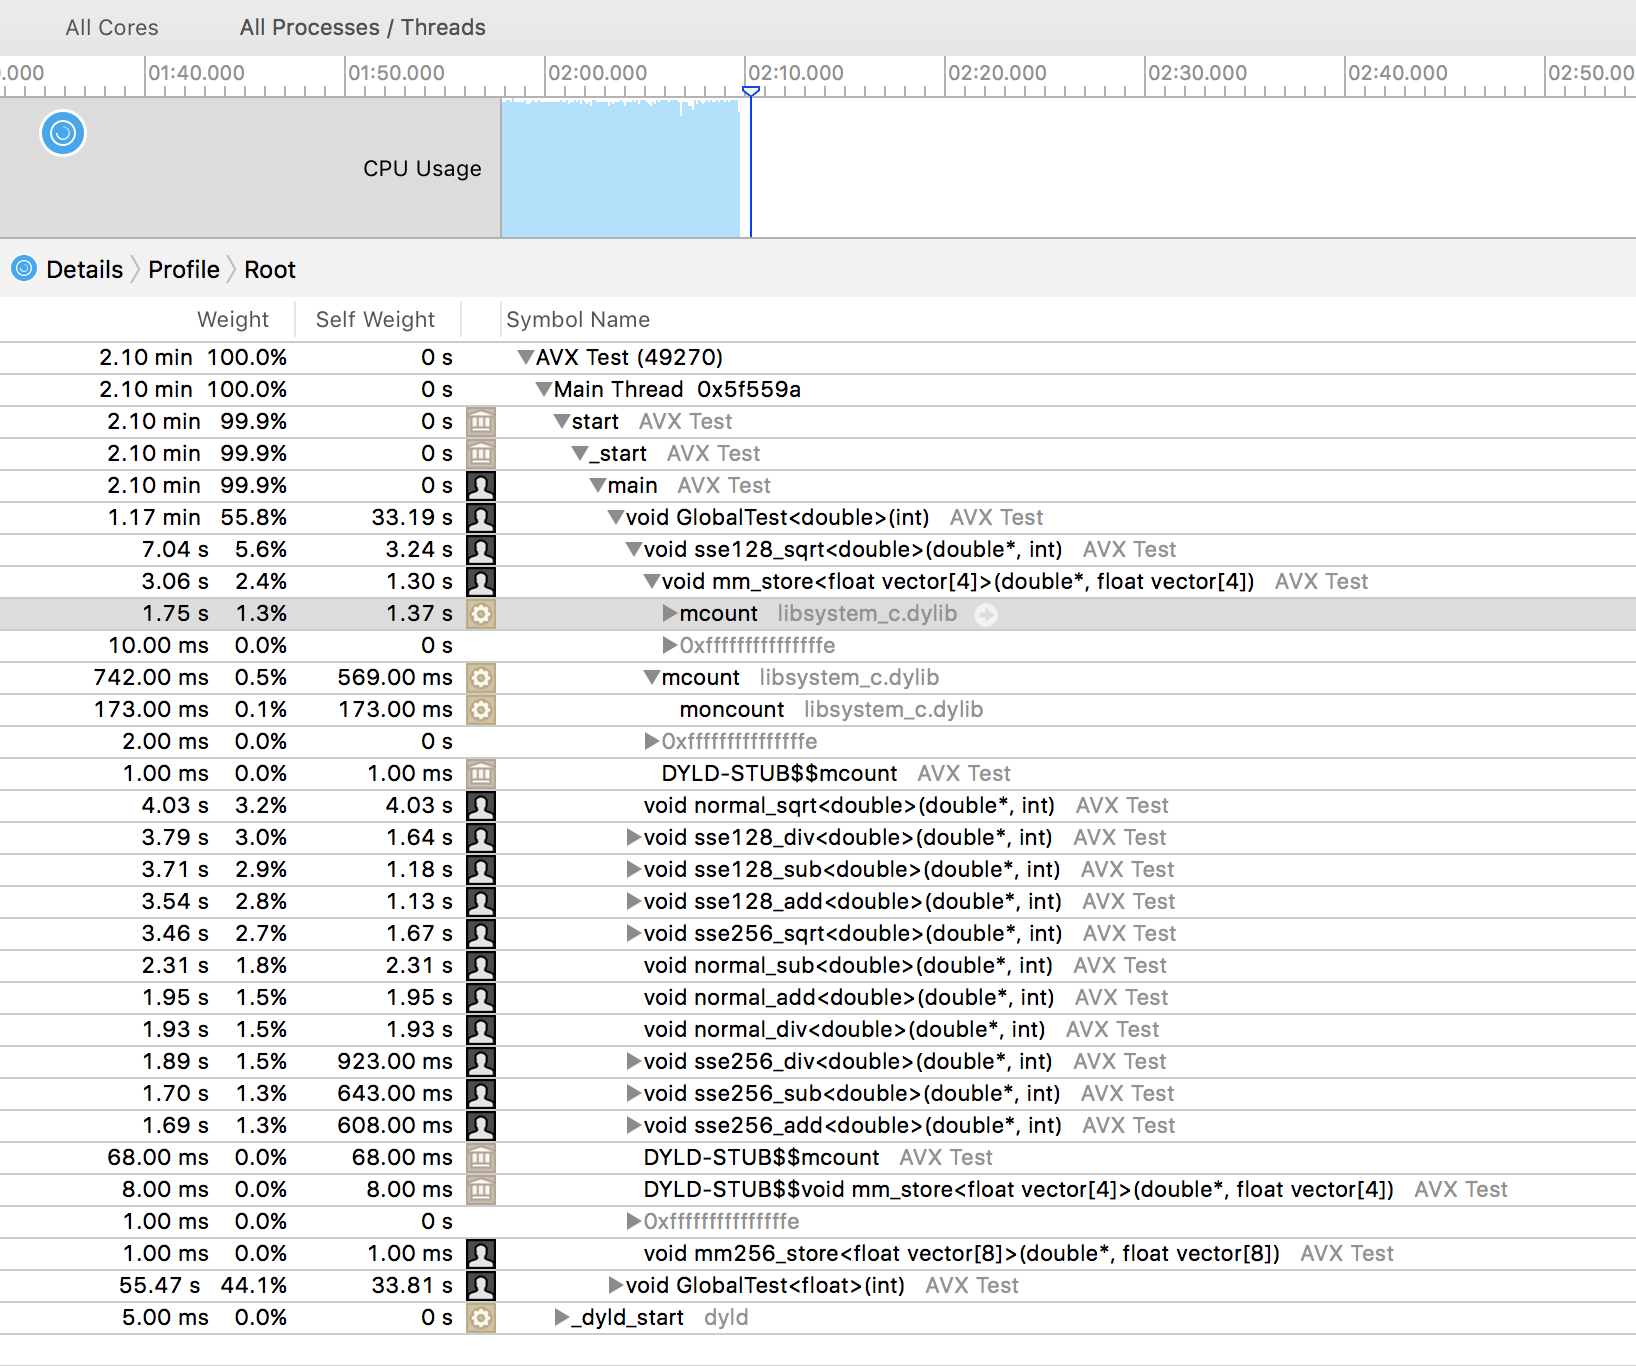 All Cores All Processes / Threads
0.000 01:40.000 01:50.000 02:00.000 02:10.000 02:20.000 02:30.000 02:40.000 02:50.00
CPU Usage
Details Profile Root
Weight Self Weight Symbol Name
2.10 min 100.0% 0 s AVX Test (49270)
2.10 min 100.0% 0 s Main Thread 0x5f559a
2.10 min 99.9% 0 s start AVX Test
2.10 min 99.9% 0 s _start AVX Test
2.10 min 99.9% 0 s main AVX Test
1.17 min 55.8% 33.19 s void GlobalTest<double>(int) AVX Test
7.04 s 5.6% 3.24 s void sse128_sqrt<double>(double*, int) AVX Test
3.06 s 2.4% 1.30 s void mm_store<float vector[4]>(double*, float vector[4]) AVX Test
1.75 s 1.3% 1.37 s mcount libsystem_c.dylib
10.00 ms 0.0% 0 s 0xfffffffffffffffe
742.00 ms 0.5% 569.00 ms mcount libsystem_c.dylib
173.00 ms 0.1% 173.00 ms moncount libsystem_c.dylib
2.00 ms 0.0% 0 s 0xfffffffffffffffe
1.00 ms 0.0% 1.00 ms DYLD-STUB$$mcount AVX Test
4.03 s 3.2% 4.03 s void normal_sqrt<double>(double*, int) AVX Test
3.79 s 3.0% 1.64 s void sse128_div<double>(double*, int) AVX Test
3.71 s 2.9% 1.18 s void sse128_sub<double>(double*, int) AVX Test
3.54 s 2.8% 1.13 s void sse128_add<double>(double*, int) AVX Test
3.46 s 2.7% 1.67 s void sse256_sqrt<double>(double*, int) AVX Test
2.31 s 1.8% 2.31 s void normal_sub<double>(double*, int) AVX Test
1.95 s 1.5% 1.95 s void normal_add<double>(double*, int) AVX Test
1.93 s 1.5% 1.93 s void normal_div<double>(double*, int) AVX Test
1.89 s 1.5% 923.00 ms void sse256_div<double>(double*, int) AVX Test
1.70 s 1.3% 643.00 ms void sse256_sub<double>(double*, int) AVX Test
1.69 s 1.3% 608.00 ms void sse256_add<double>(double*, int) AVX Test
68.00 ms 0.0% 68.00 ms DYLD-STUB$$mcount AVX Test
8.00 ms 0.0% 8.00 ms DYLD-STUB$$void mm_store<float vector[4]>(double*, float vector[4]) AVX Test
1.00 ms 0.0% 0 s 0xfffffffffffffffe
1.00 ms 0.0% 1.00 ms void mm256_store<float vector[8]>(double*, float vector[8]) AVX Test
55.47 s 44.1% 33.81 s void GlobalTest<float>(int) AVX Test
5.00 ms 0.0% 0 s _dyld_start dyld